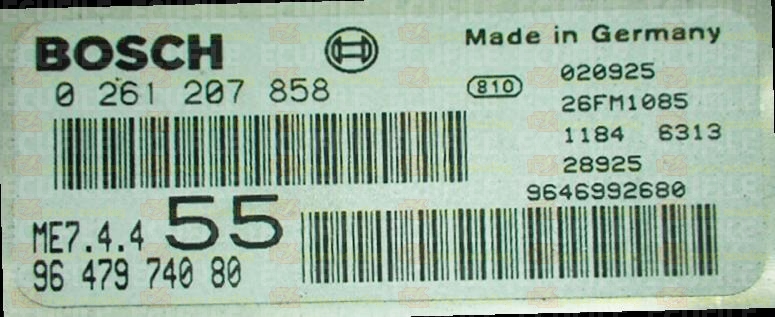 BOSCH
Made in Germany
0 261 207 858
810
020925
26FM1085
1184 6313
28925
9646992680
ME7.4.4 55
96 479 740 80